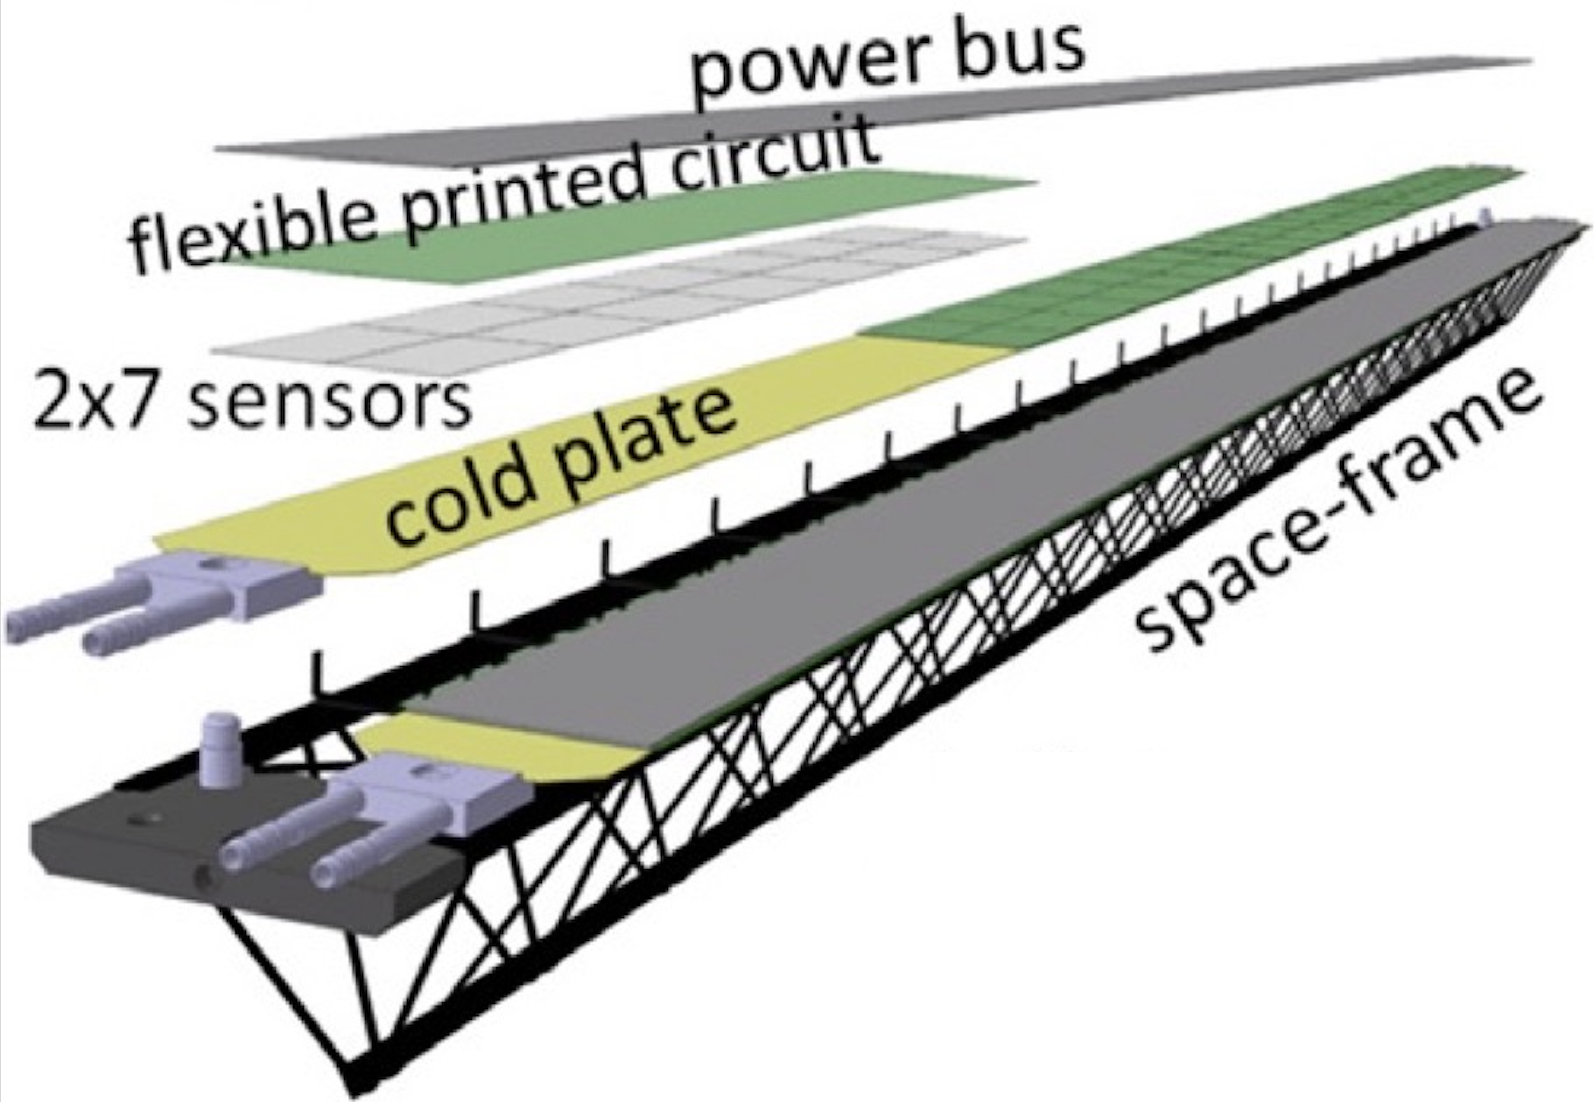 power bus
flexible printed circuit
2x7 sensors
cold plate
space-frame